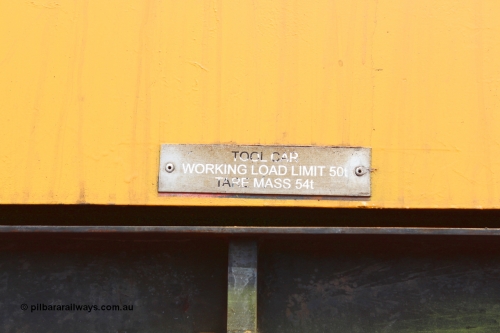 TOOL CAR
WORKING LOAD LIMIT 50t
TARE MASS 54t
© pilbararailways.com.au